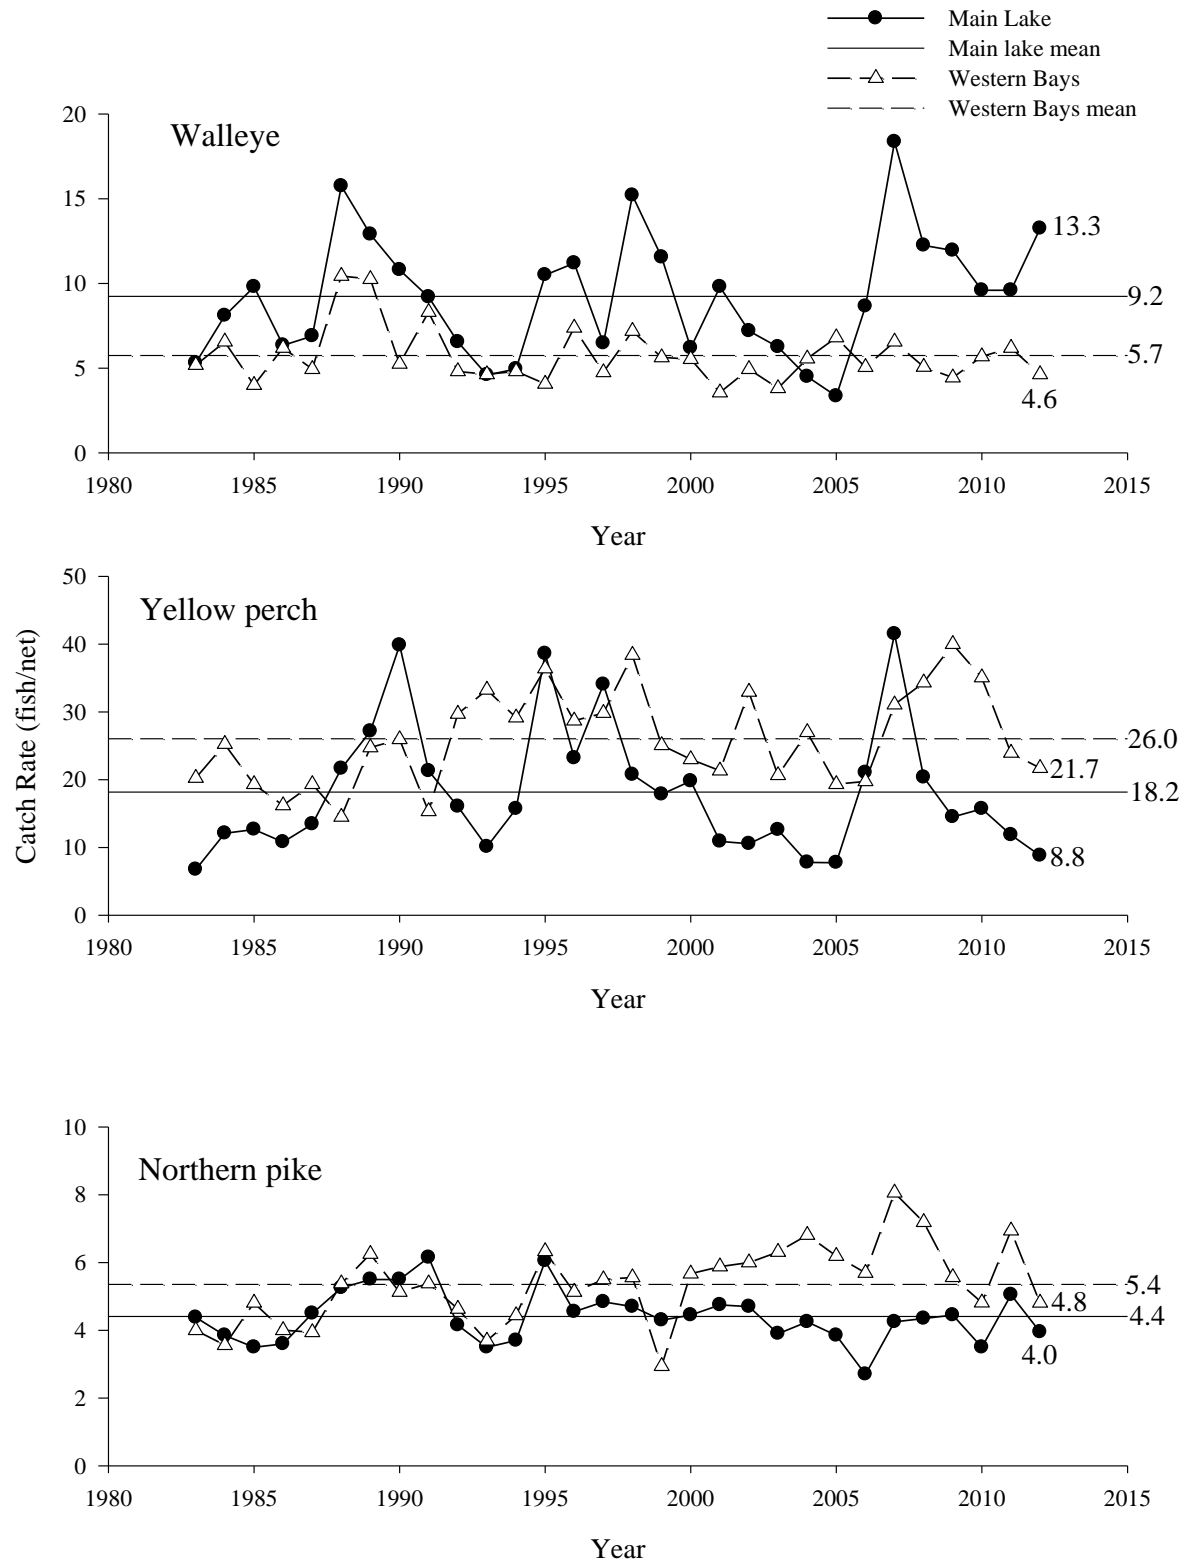 Main Lake
Main lake mean
Western Bays
Western Bays mean
Walleye
20
15
10
5
0
13.3
9.2
5.7
4.6
1980 1985 1990 1995 2000 2005 2010 2015
Year
Catch Rate (fish/net)
Yellow perch
50
40
30
20
10
0
26.0
21.7
18.2
8.8
1980 1985 1990 1995 2000 2005 2010 2015
Year
Northern pike
10
8
6
4
2
0
5.4
4.8
4.4
4.0
1980 1985 1990 1995 2000 2005 2010 2015
Year